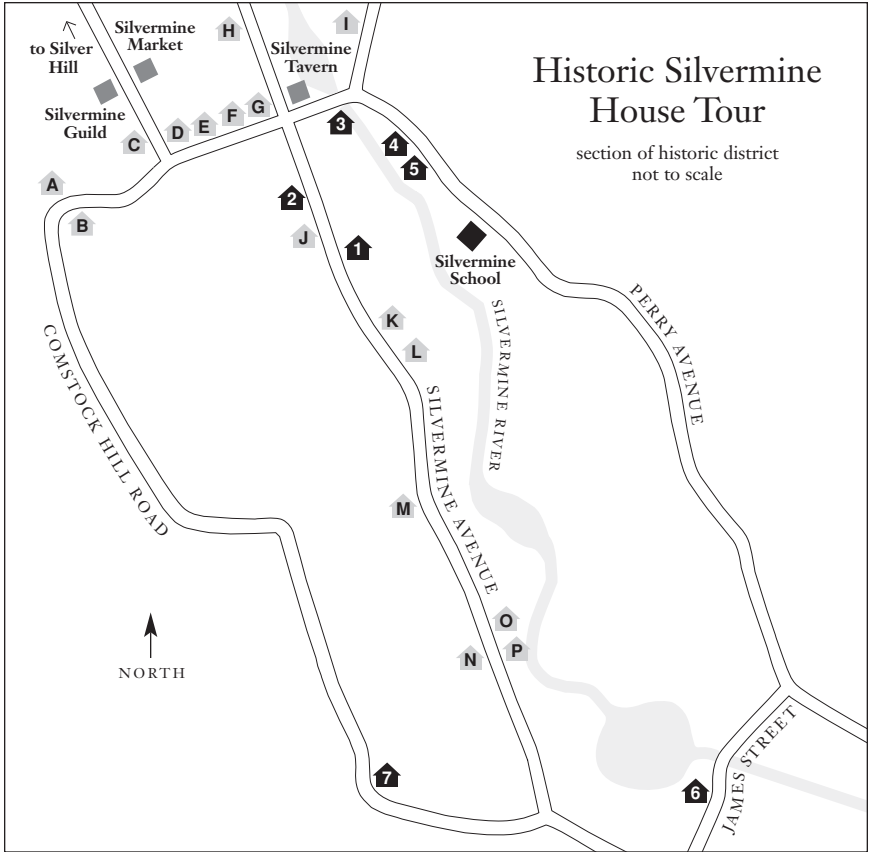 Historic Silvermine
House Tour
section of historic district
not to scale
to Silver
Hill
Silvermine
Market
Silvermine
Guild
Silvermine
Tavern
H
I
G
F
E
D
C
A
B
3
4
5
2
J
1
Silvermine
School
K
L
PERRY AVENUE
SILVERMINE RIVER
COMSTOCK HILL ROAD
SILVERMINE AVENUE
M
O
P
N
NORTH
7
6
JAMES STREET